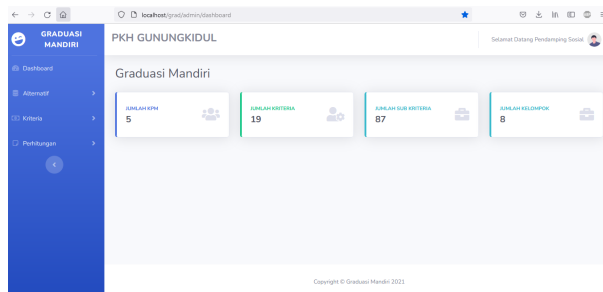 localhost/grad/admin/dashboard
GRADUASI
MANDIRI
PKH GUNUNGKIDUL
Selamat Datang Pendamping Sosial
Dashboard
Alternatif
Kriteria
Perhitungan
Graduasi Mandiri
JUMLAH KPM
5
JUMLAH KRITERIA
19
JUMLAH SUB KRITERIA
87
JUMLAH KELOMPOK
8
Copyright © Graduasi Mandiri 2021